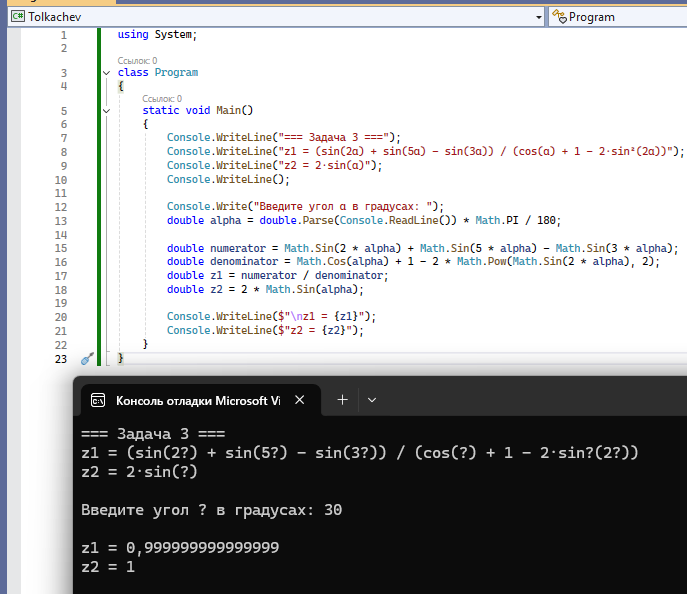 C# Tolkachev Program
1 using System;
2
Ссылок: 0
3 class Program
4 {
Ссылок: 0
5 static void Main()
6 {
7 Console.WriteLine("=== Задача 3 ===");
8 Console.WriteLine("z1 = (sin(2α) + sin(5α) − sin(3α)) / (cos(α) + 1 − 2·sin²(2α))");
9 Console.WriteLine("z2 = 2·sin(α)");
10 Console.WriteLine();
11
12 Console.Write("Введите угол α в градусах: ");
13 double alpha = double.Parse(Console.ReadLine()) * Math.PI / 180;
14
15 double numerator = Math.Sin(2 * alpha) + Math.Sin(5 * alpha) - Math.Sin(3 * alpha);
16 double denominator = Math.Cos(alpha) + 1 - 2 * Math.Pow(Math.Sin(2 * alpha), 2);
17 double z1 = numerator / denominator;
18 double z2 = 2 * Math.Sin(alpha);
19
20 Console.WriteLine($"\nz1 = {z1}");
21 Console.WriteLine($"z2 = {z2}");
22 }
23 }
Консоль отладки Microsoft Vi
=== Задача 3 ===
z1 = (sin(2?) + sin(5?) − sin(3?)) / (cos(?) + 1 − 2·sin?(2?))
z2 = 2·sin(?)
Введите угол ? в градусах: 30
z1 = 0,999999999999999
z2 = 1